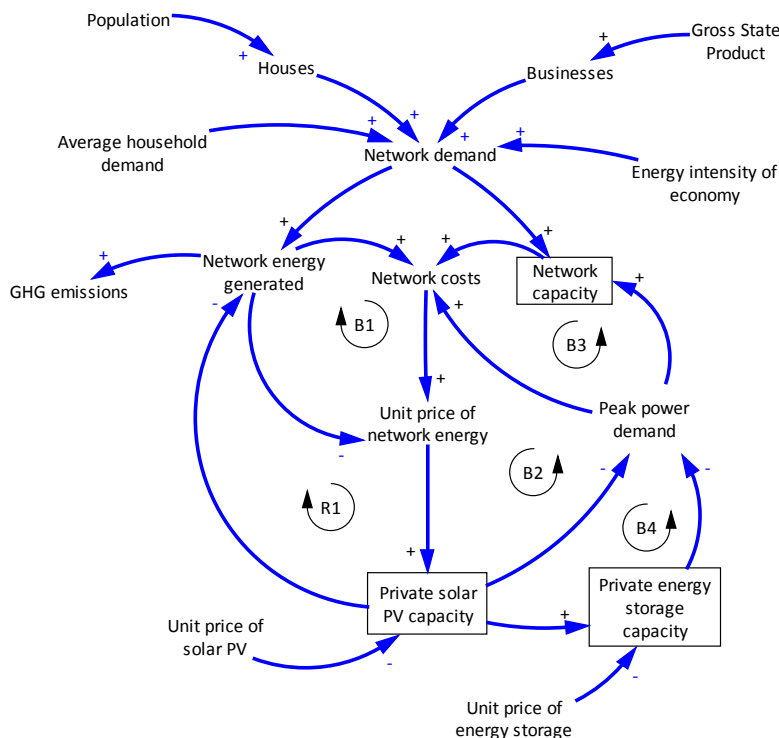 Population
Gross State
Product
+
+
Houses
Businesses
+
+
+
+
Average household
demand
Network demand
Energy intensity of
economy
+
+
+
+
+
+
Network energy
generated
Network costs
Network
capacity
GHG emissions
-
+
B1
B3
+
Unit price of
network energy
Peak power
demand
-
B2
-
-
R1
B4
+
Private solar
PV capacity
Private energy
storage
capacity
+
Unit price of
solar PV
-
-
Unit price of
energy storage